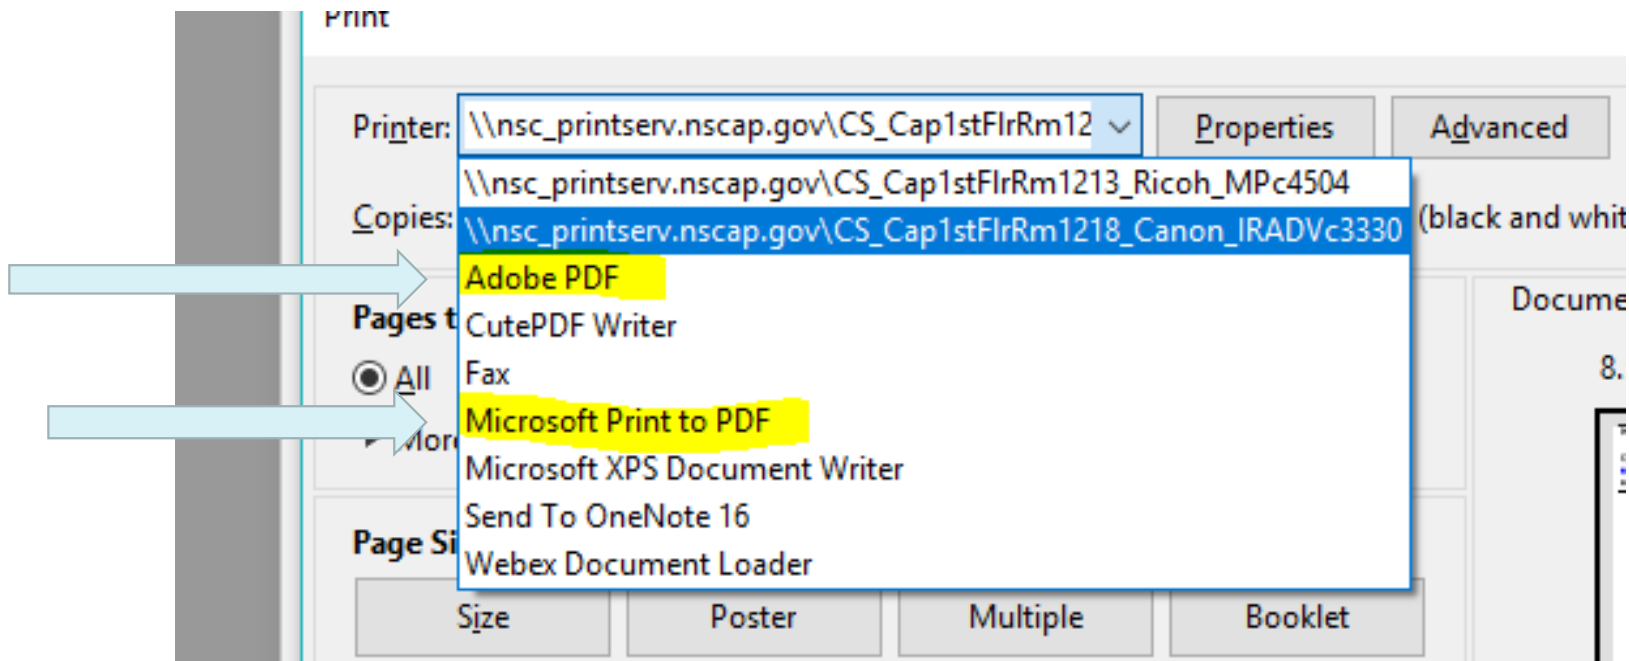 Print
Printer: \\nsc_printserv.nscap.gov\CS_Cap1stFlrRm12 Properties Advanced
\\nsc_printserv.nscap.gov\CS_Cap1stFlrRm1213_Ricoh_MPc4504
Copies: \\nsc_printserv.nscap.gov\CS_Cap1stFlrRm1218_Canon_IRADVc3330 (black and whit
Adobe PDF
Pages t CutePDF Writer Docume
All Fax 8.
Mor Microsoft Print to PDF
Microsoft XPS Document Writer
Send To OneNote 16
Page Si
Webex Document Loader
Size Poster Multiple Booklet